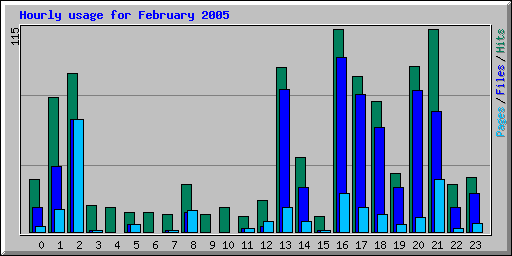 Hourly usage for February 2005
115
Pages/Files/Hits
0 1 2 3 4 5 6 7 8 9 10 11 12 13 14 15 16 17 18 19 20 21 22 23